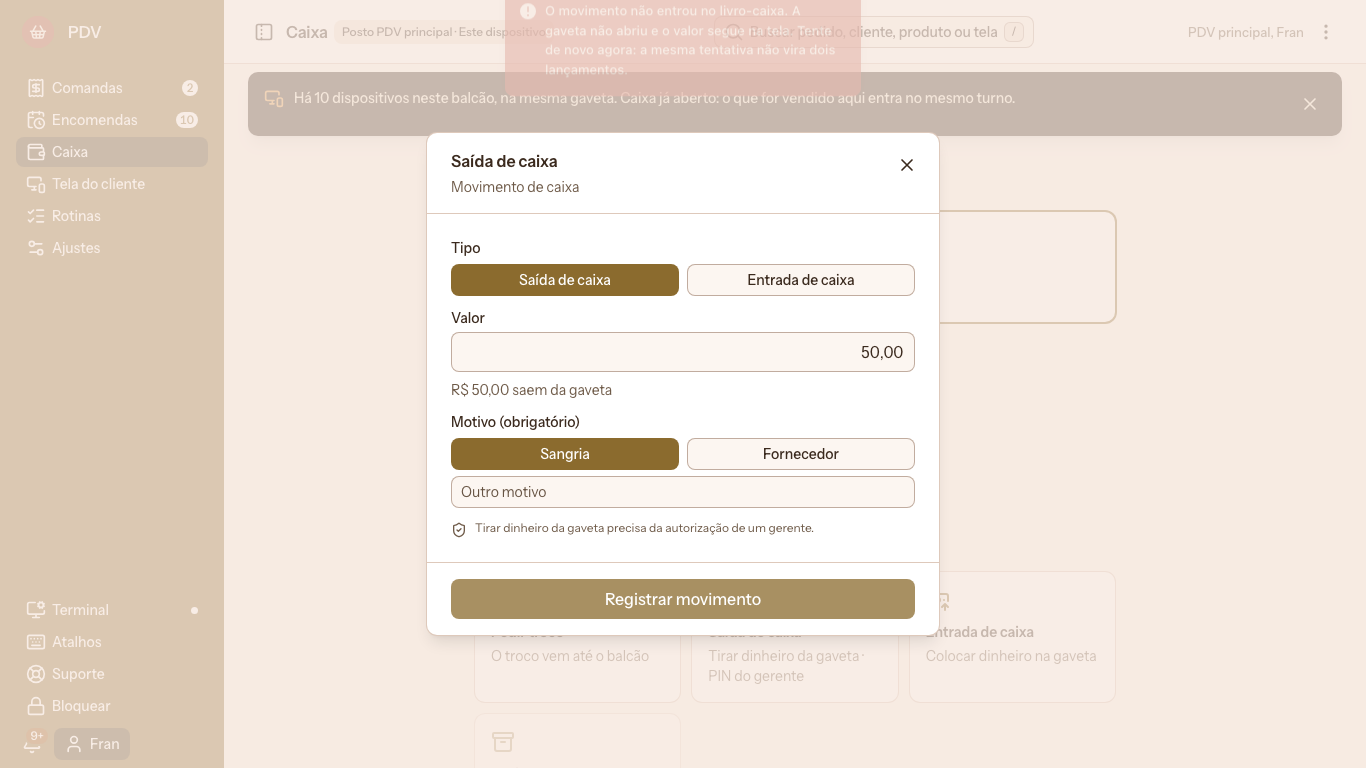 PDV
Comandas 2
Encomendas 10
Caixa
Tela do cliente
Rotinas
Ajustes
Terminal
Atalhos
Suporte
Bloquear
9+
Fran
Caixa
Posto PDV principal · Este dispositivo
pedido, cliente, produto ou tela /
PDV principal, Fran
O movimento não entrou no livro-caixa. A
gaveta não abriu e o valor segue na tela. Tente
de novo agora: a mesma tentativa não vira dois
lançamentos.
Há 10 dispositivos neste balcão, na mesma gaveta. Caixa já aberto: o que for vendido aqui entra no mesmo turno.
Saída de caixa
Movimento de caixa
Tipo
Saída de caixa
Entrada de caixa
Valor
50,00
R$ 50,00 saem da gaveta
Motivo (obrigatório)
Sangria
Fornecedor
Outro motivo
Tirar dinheiro da gaveta precisa da autorização de um gerente.
Registrar movimento
O troco vem até o balcão
Tirar dinheiro da gaveta ·
PIN do gerente
Entrada de caixa
Colocar dinheiro na gaveta